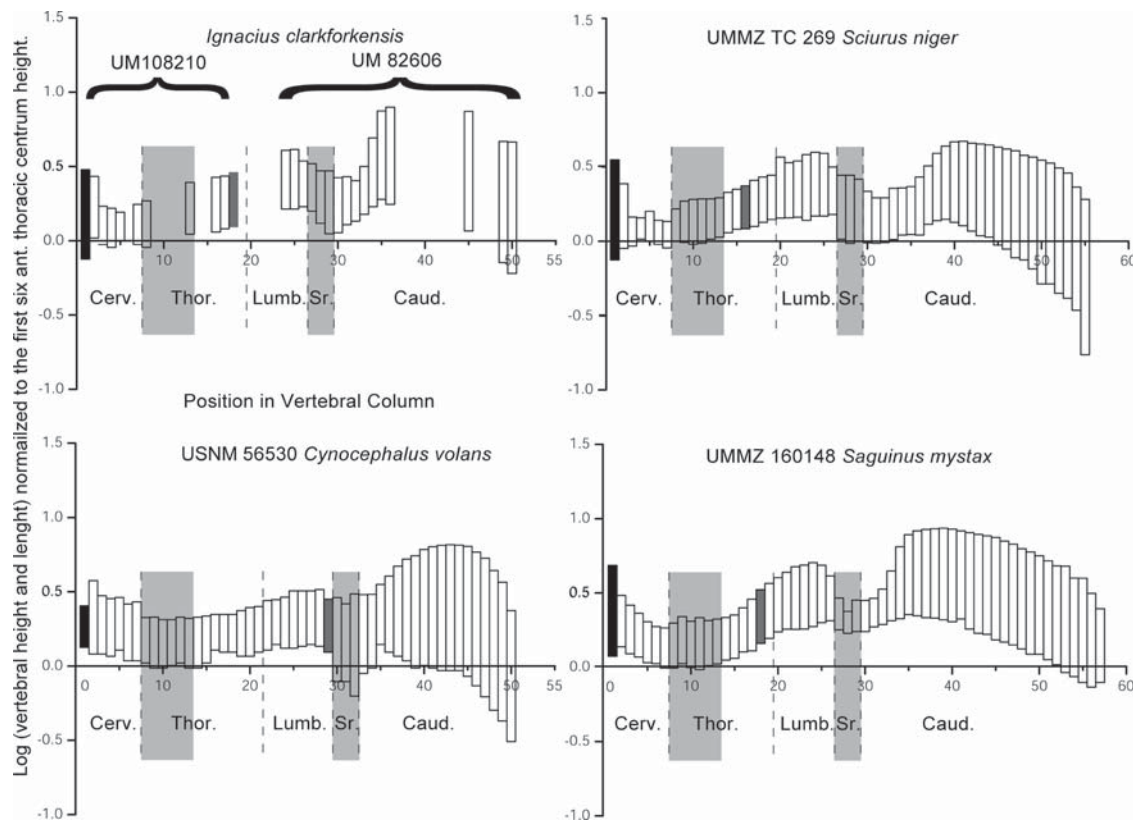 Log (vertebral height and lenght) normailzed to the first six ant. thoracic centrum height.
1.5
1.0
0.5
0.0
-0.5
-1.0
Ignacius clarkforkensis
UM108210
UM 82606
10
20
30
40
50
55
Cerv.
Thor.
Lumb.
Sr.
Caud.
Position in Vertebral Column
1.5
1.0
0.5
0.0
-0.5
-1.0
UMMZ TC 269 Sciurus niger
0
10
20
30
40
50
60
Cerv.
Thor.
Lumb.
Sr.
Caud.
1.5
1.0
0.5
0.0
-0.5
-1.0
USNM 56530 Cynocephalus volans
0
10
20
30
40
50
55
Cerv.
Thor.
Lumb.
Sr.
Caud.
1.5
1.0
0.5
0.0
-0.5
-1.0
UMMZ 160148 Saguinus mystax
0
10
20
30
40
50
60
Cerv.
Thor.
Lumb.
Sr.
Caud.